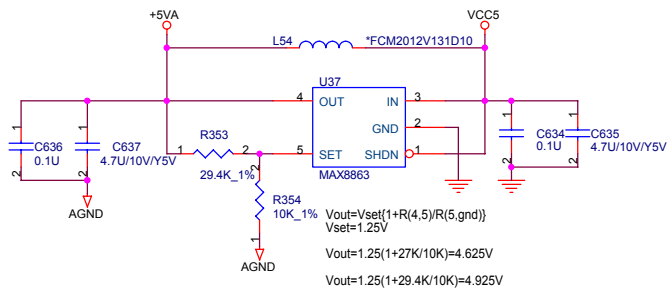 +5VA
VCC5
L54
*FCM2012V131D10
U37
4
OUT
IN
3
GND
2
5
SET
SHDN
1
MAX8863
1
R353
2
29.4K_1%
2
R354
10K_1%
1
AGND
1
C636
0.1U
2
1
C637
4.7U/10V/Y5V
2
AGND
1
C634
0.1U
2
1
C635
4.7U/10V/Y5V
2
Vout=Vset{1+R(4,5)/R(5,gnd)}
Vset=1.25V
Vout=1.25(1+27K/10K)=4.625V
Vout=1.25(1+29.4K/10K)=4.925V